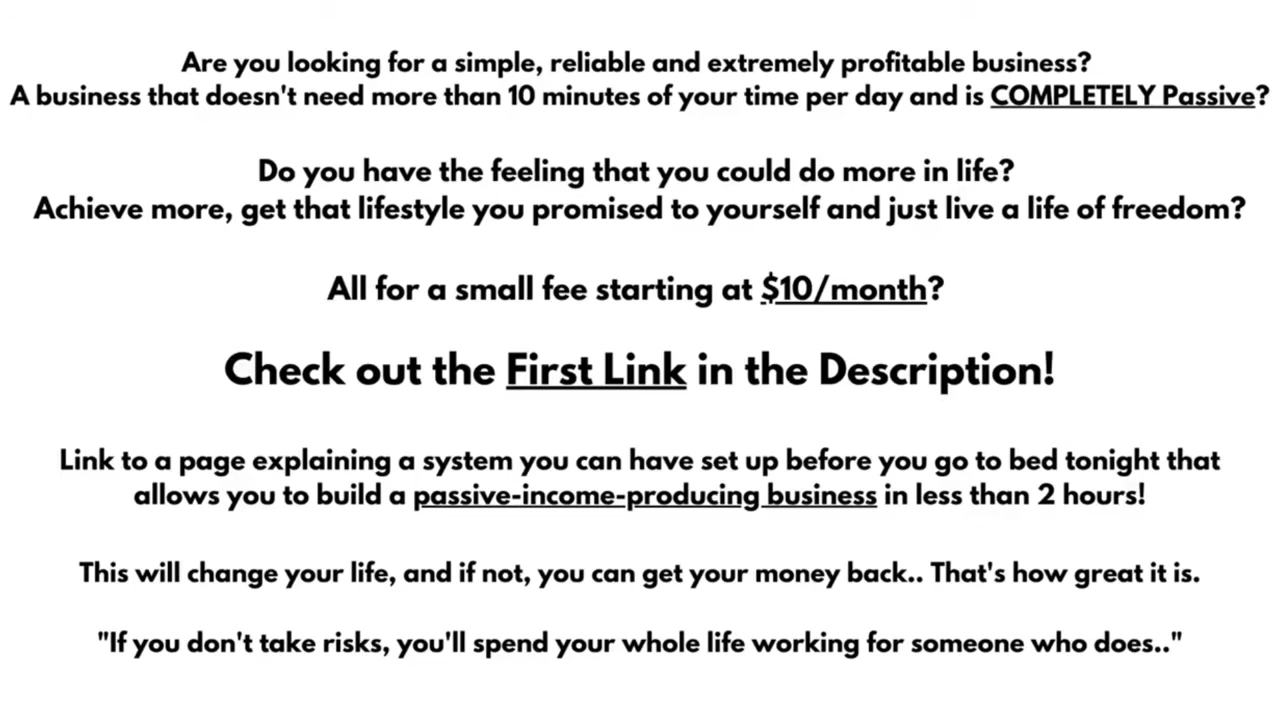 Are you looking for a simple, reliable and extremely profitable business?
A business that doesn't need more than 10 minutes of your time per day and is COMPLETELY Passive?
Do you have the feeling that you could do more in life?
Achieve more, get that lifestyle you promised to yourself and just live a life of freedom?
All for a small fee starting at $10/month?
Check out the First Link in the Description!
Link to a page explaining a system you can have set up before you go to bed tonight that
allows you to build a passive-income-producing business in less than 2 hours!
This will change your life, and if not, you can get your money back.. That's how great it is.
"If you don't take risks, you'll spend your whole life working for someone who does.."